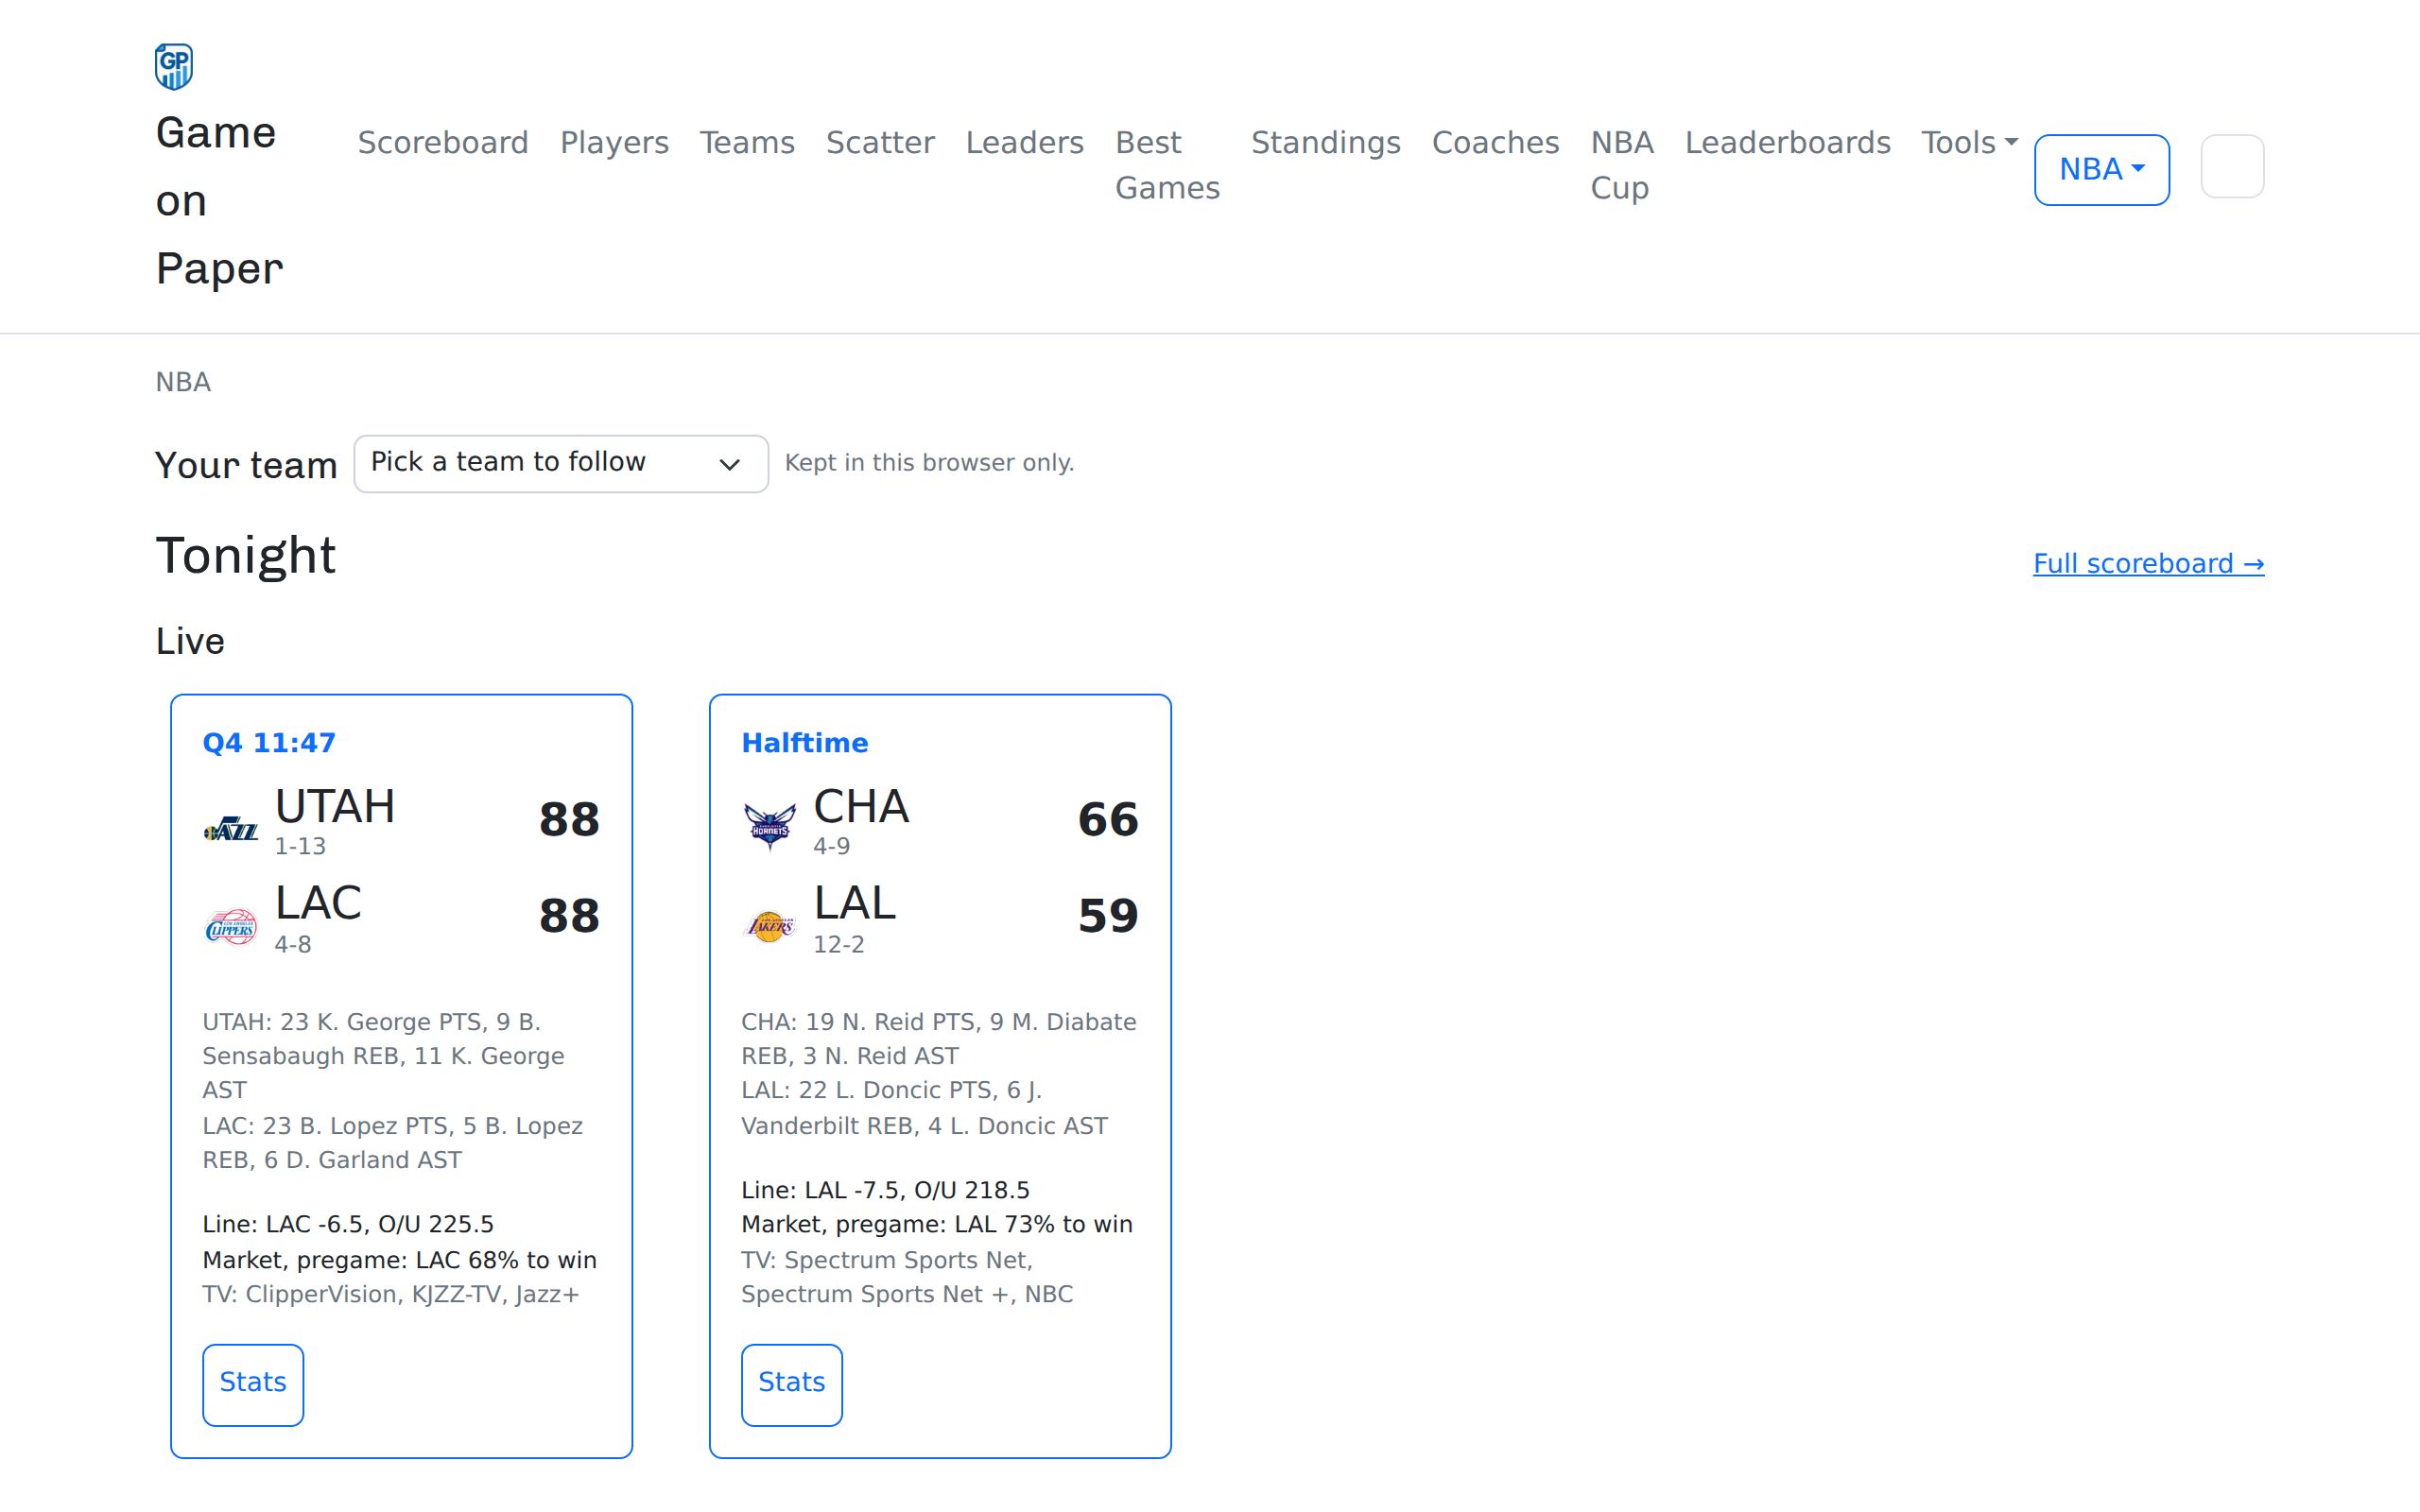 GP
Game
on
Paper
Scoreboard Players Teams Scatter Leaders Best Games Standings Coaches NBA Cup Leaderboards Tools NBA
NBA
Your team Pick a team to follow Kept in this browser only.
Tonight
Full scoreboard →
Live
Q4 11:47
JAZZ
UTAH 88
1-13
LOS ANGELES
CLIPPERS
LAC 88
4-8
UTAH: 23 K. George PTS, 9 B.
Sensabaugh REB, 11 K. George
AST
LAC: 23 B. Lopez PTS, 5 B. Lopez
REB, 6 D. Garland AST
Line: LAC -6.5, O/U 225.5
Market, pregame: LAC 68% to win
TV: ClipperVision, KJZZ-TV, Jazz+
Stats
Halftime
HORNETS
CHA 66
4-9
LAKERS
LAL 59
12-2
CHA: 19 N. Reid PTS, 9 M. Diabate
REB, 3 N. Reid AST
LAL: 22 L. Doncic PTS, 6 J.
Vanderbilt REB, 4 L. Doncic AST
Line: LAL -7.5, O/U 218.5
Market, pregame: LAL 73% to win
TV: Spectrum Sports Net,
Spectrum Sports Net +, NBC
Stats